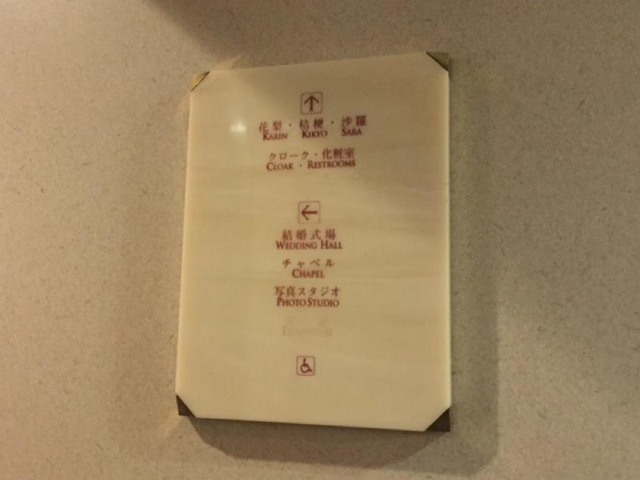 花梨・桔梗・沙羅
KARIN KIKYO SARA
クローク・化粧室
CLOAK・RESTROOMS
結婚式場
WEDDING HALL
チャペル
CHAPEL
写真スタジオ
PHOTO STUDIO